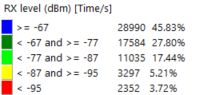 RX level (dBm) [Time/s]
>= -67 28990 45.83%
< -67 and >= -77 17584 27.80%
< -77 and >= -87 11035 17.44%
< -87 and >= -95 3297 5.21%
< -95 2352 3.72%